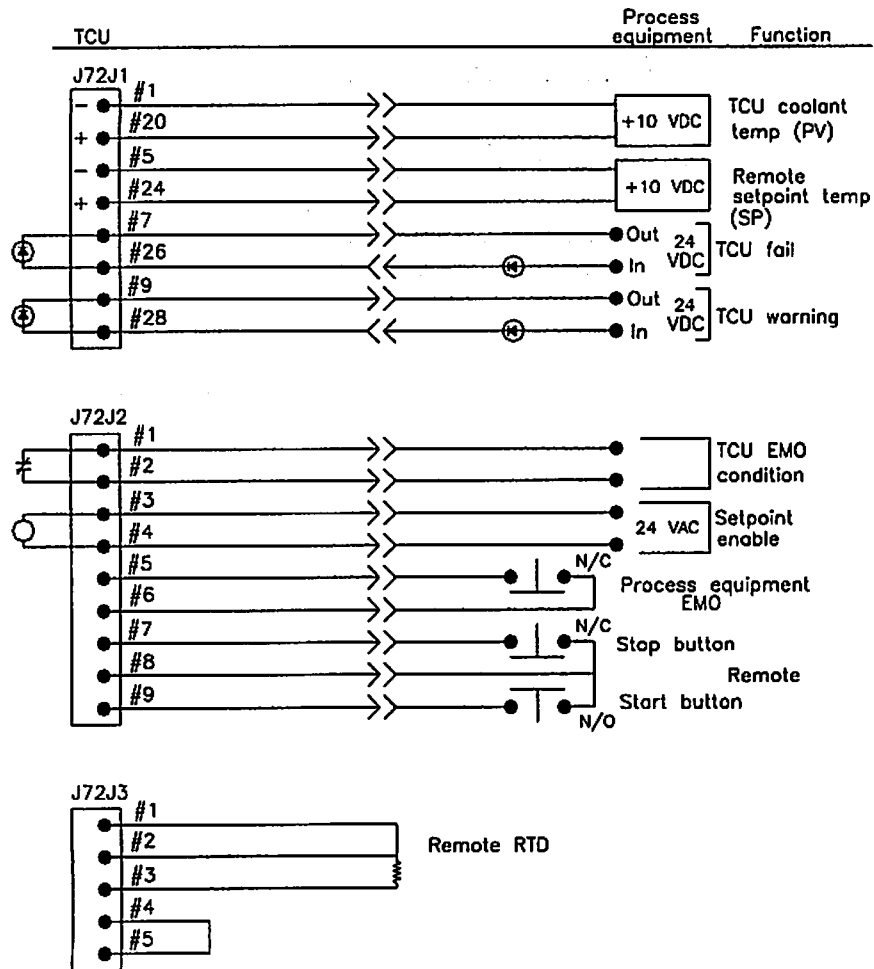 TCU Process equipment Function
J72J1
#1
- +10 VDC TCU coolant temp (PV)
#20
+
#5
- +10 VDC Remote setpoint temp (SP)
#24
+
#7
Out 24 VDC TCU fail
#26
In
#9
Out 24 VDC TCU warning
#28
In
J72J2
#1
TCU EMO condition
#2
#3
24 VAC Setpoint enable
#4
#5
N/C
Process equipment EMO
#6
#7
N/C
Stop button
#8
Remote
#9
Start button
N/O
J72J3
#1
#2
Remote RTD
#3
#4
#5